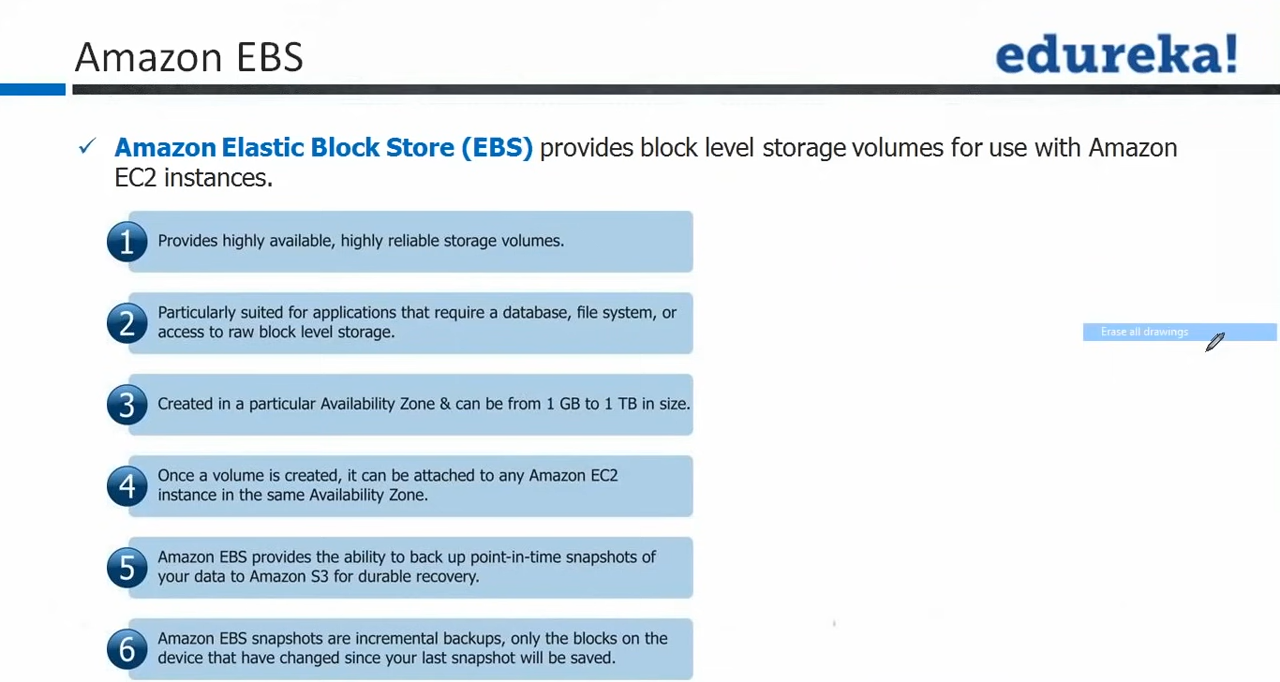 Amazon EBS
edureka!
✓ Amazon Elastic Block Store (EBS) provides block level storage volumes for use with Amazon
EC2 instances.
1 Provides highly available, highly reliable storage volumes.
2 Particularly suited for applications that require a database, file system, or
access to raw block level storage.
Erase all drawings
3 Created in a particular Availability Zone & can be from 1 GB to 1 TB in size.
4 Once a volume is created, it can be attached to any Amazon EC2
instance in the same Availability Zone.
5 Amazon EBS provides the ability to back up point-in-time snapshots of
your data to Amazon S3 for durable recovery.
6 Amazon EBS snapshots are incremental backups, only the blocks on the
device that have changed since your last snapshot will be saved.